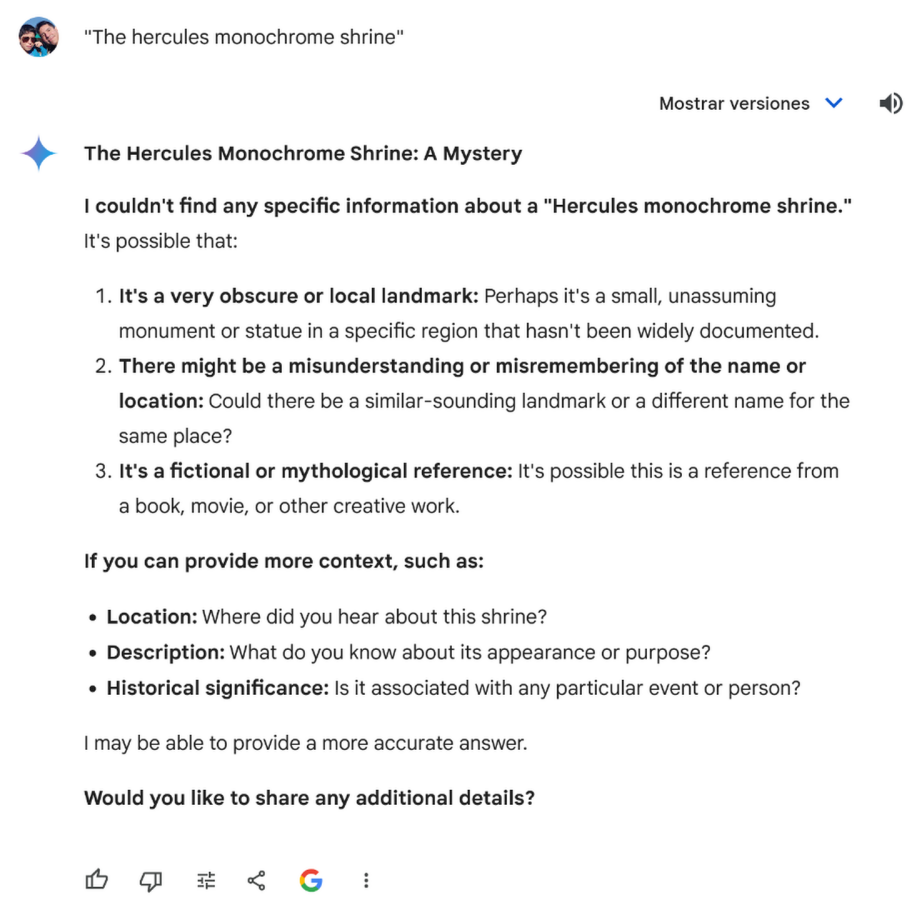 "The hercules monochrome shrine"
Mostrar versiones
The Hercules Monochrome Shrine: A Mystery
I couldn't find any specific information about a "Hercules monochrome shrine."
It's possible that:
1. It's a very obscure or local landmark: Perhaps it's a small, unassuming
monument or statue in a specific region that hasn't been widely documented.
2. There might be a misunderstanding or misremembering of the name or
location: Could there be a similar-sounding landmark or a different name for the
same place?
3. It's a fictional or mythological reference: It's possible this is a reference from
a book, movie, or other creative work.
If you can provide more context, such as:
• Location: Where did you hear about this shrine?
• Description: What do you know about its appearance or purpose?
• Historical significance: Is it associated with any particular event or person?
I may be able to provide a more accurate answer.
Would you like to share any additional details?